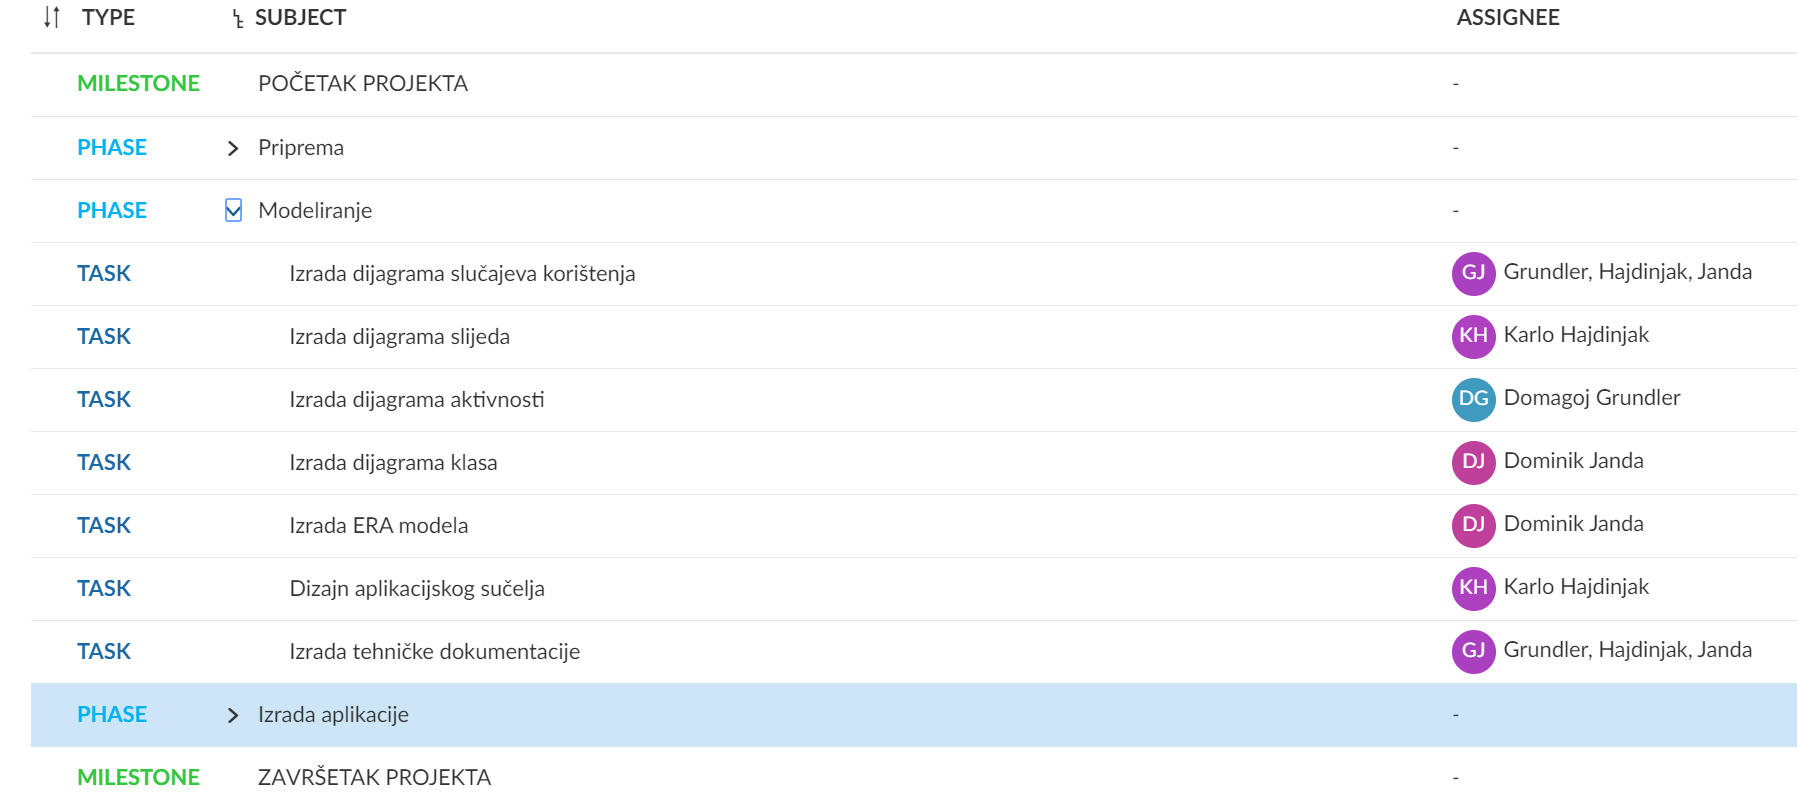 TYPE SUBJECT ASSIGNEE
MILESTONE POČETAK PROJEKTA -
PHASE Priprema -
PHASE Modeliranje -
TASK Izrada dijagrama slučajeva korištenja GJ Grundler, Hajdinjak, Janda
TASK Izrada dijagrama slijeda KH Karlo Hajdinjak
TASK Izrada dijagrama aktivnosti DG Domagoj Grundler
TASK Izrada dijagrama klasa DJ Dominik Janda
TASK Izrada ERA modela DJ Dominik Janda
TASK Dizajn aplikacijskog sučelja KH Karlo Hajdinjak
TASK Izrada tehničke dokumentacije GJ Grundler, Hajdinjak, Janda
PHASE Izrada aplikacije -
MILESTONE ZAVRŠETAK PROJEKTA -